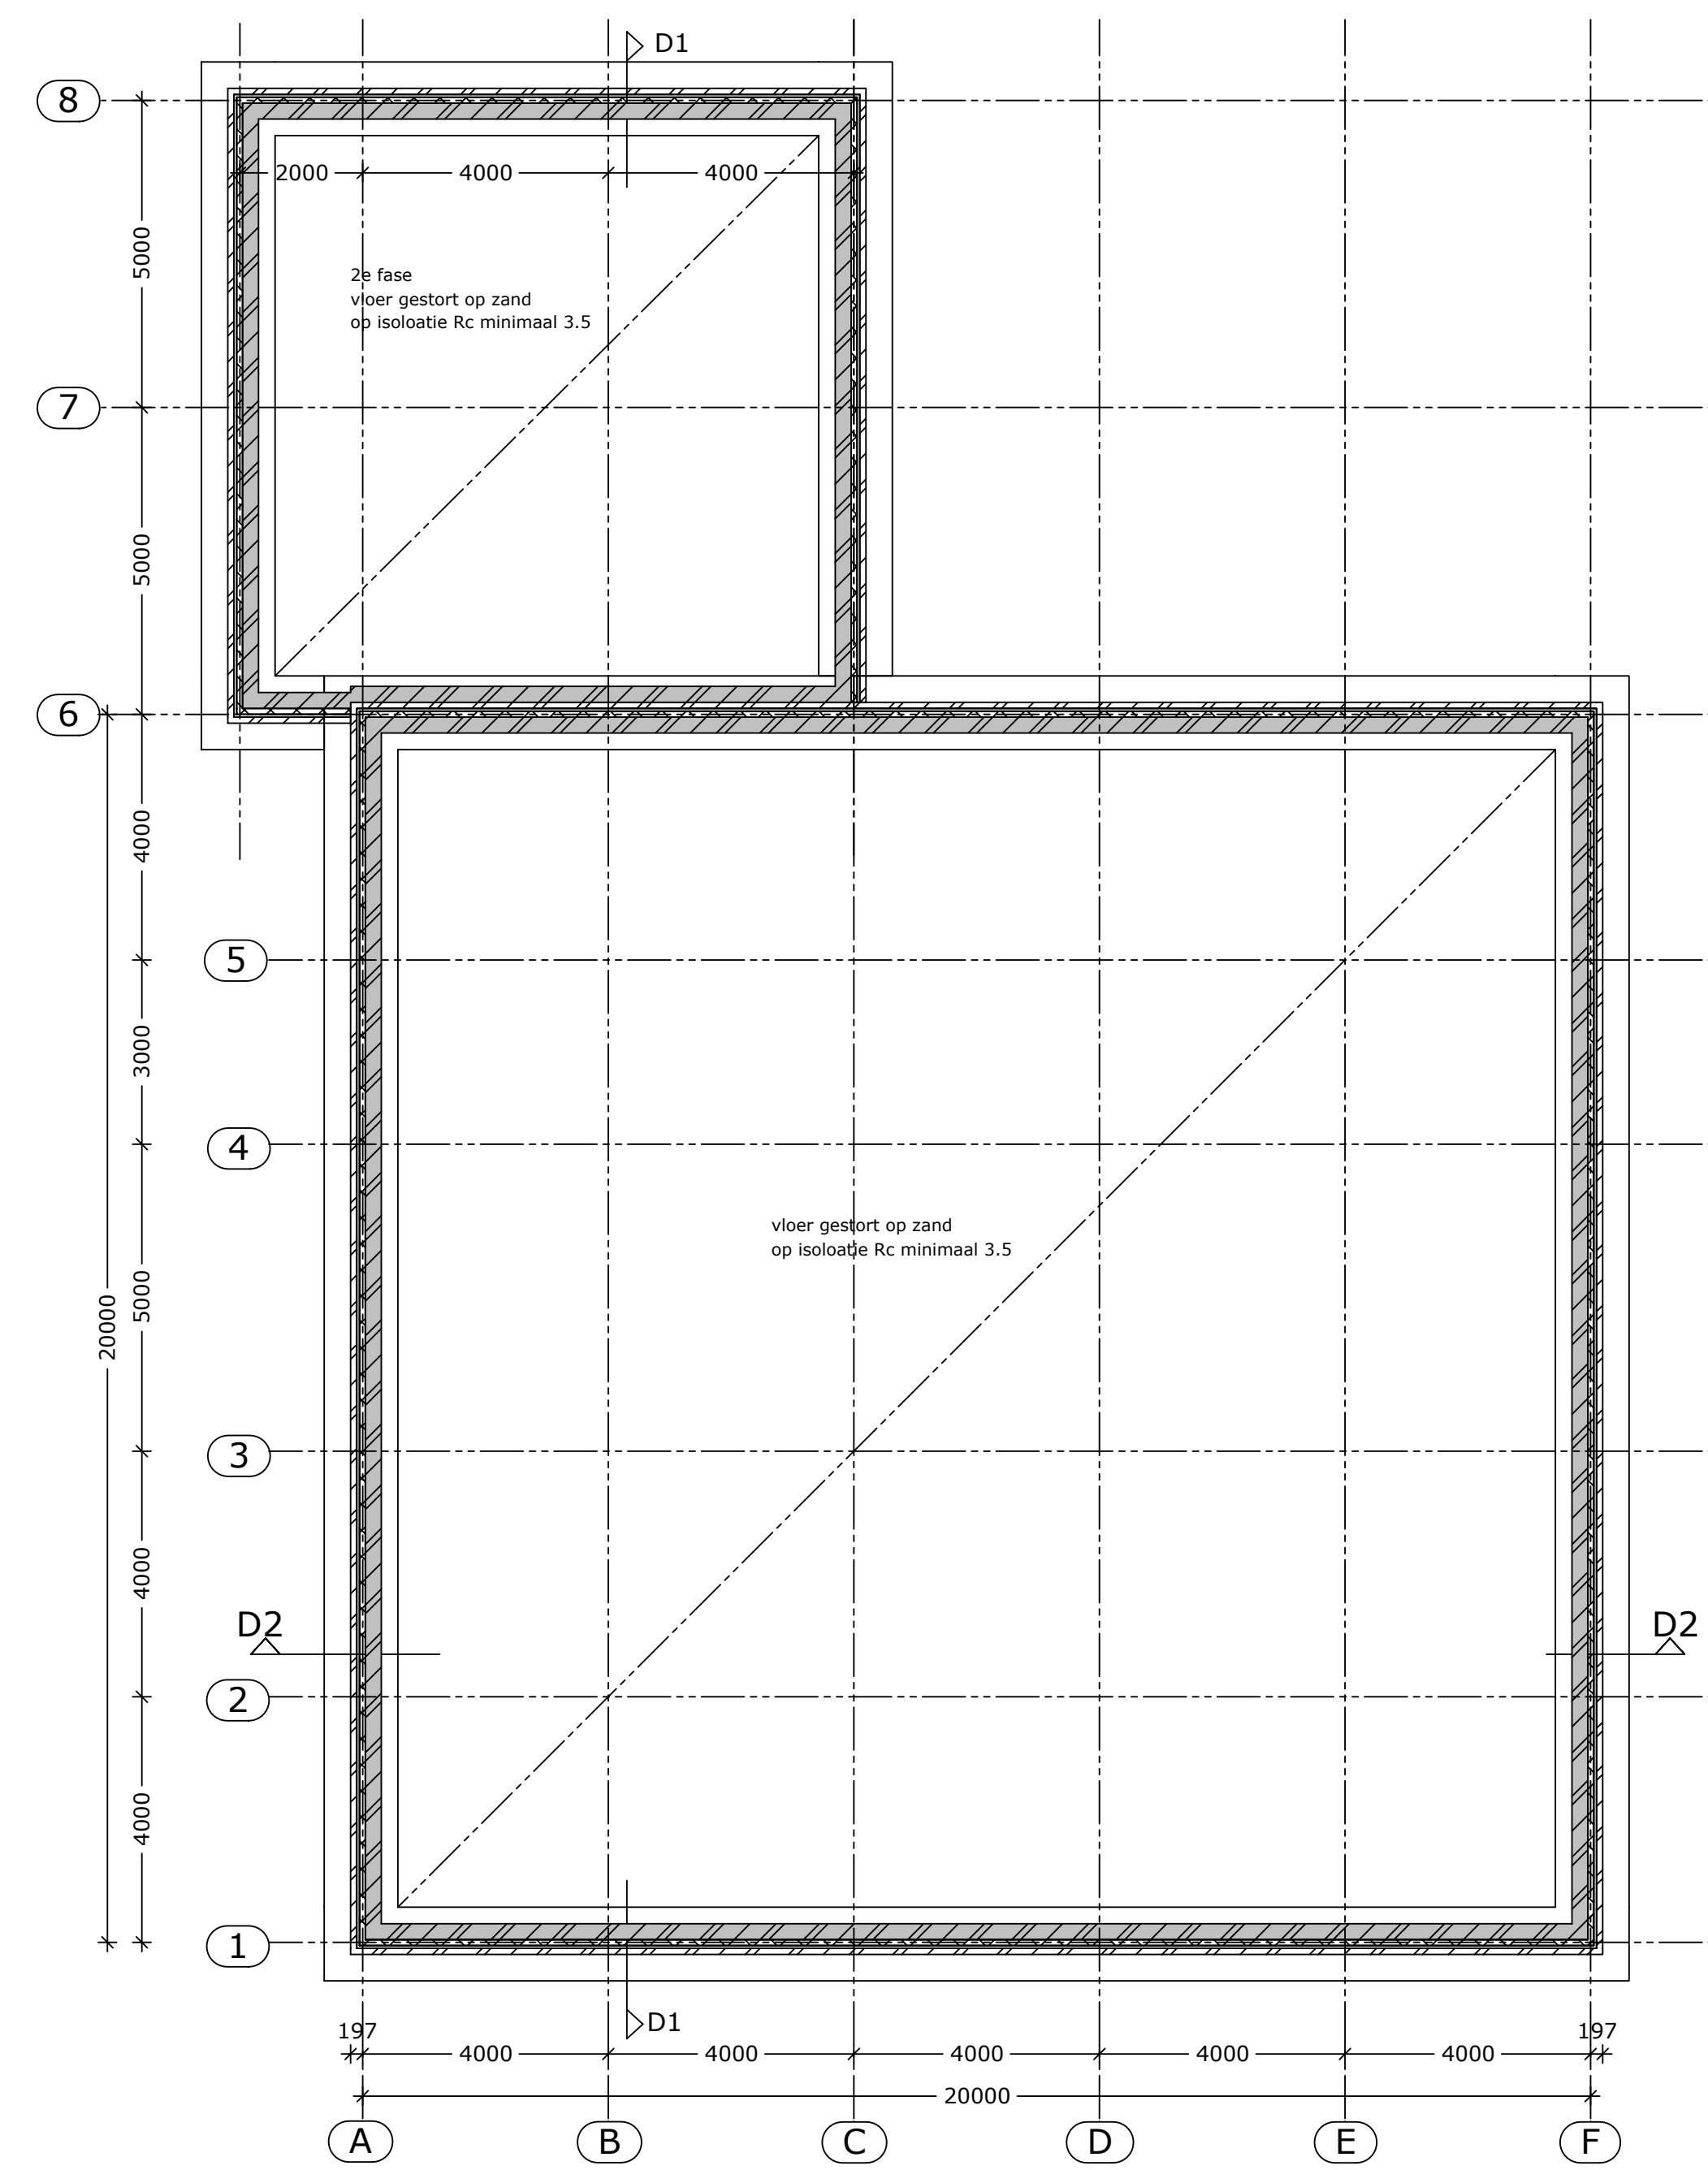 D1
8
2000
4000
4000
5000
2e fase
vloer gestort op zand
op isoloatie Rc minimaal 3.5
7
5000
6
4000
5
3000
4
vloer gestort op zand
op isoloatie Rc minimaal 3.5
5000
20000
3
4000
D2
D2
2
4000
1
D1
197
197
4000
4000
4000
4000
4000
20000
A
B
C
D
E
F